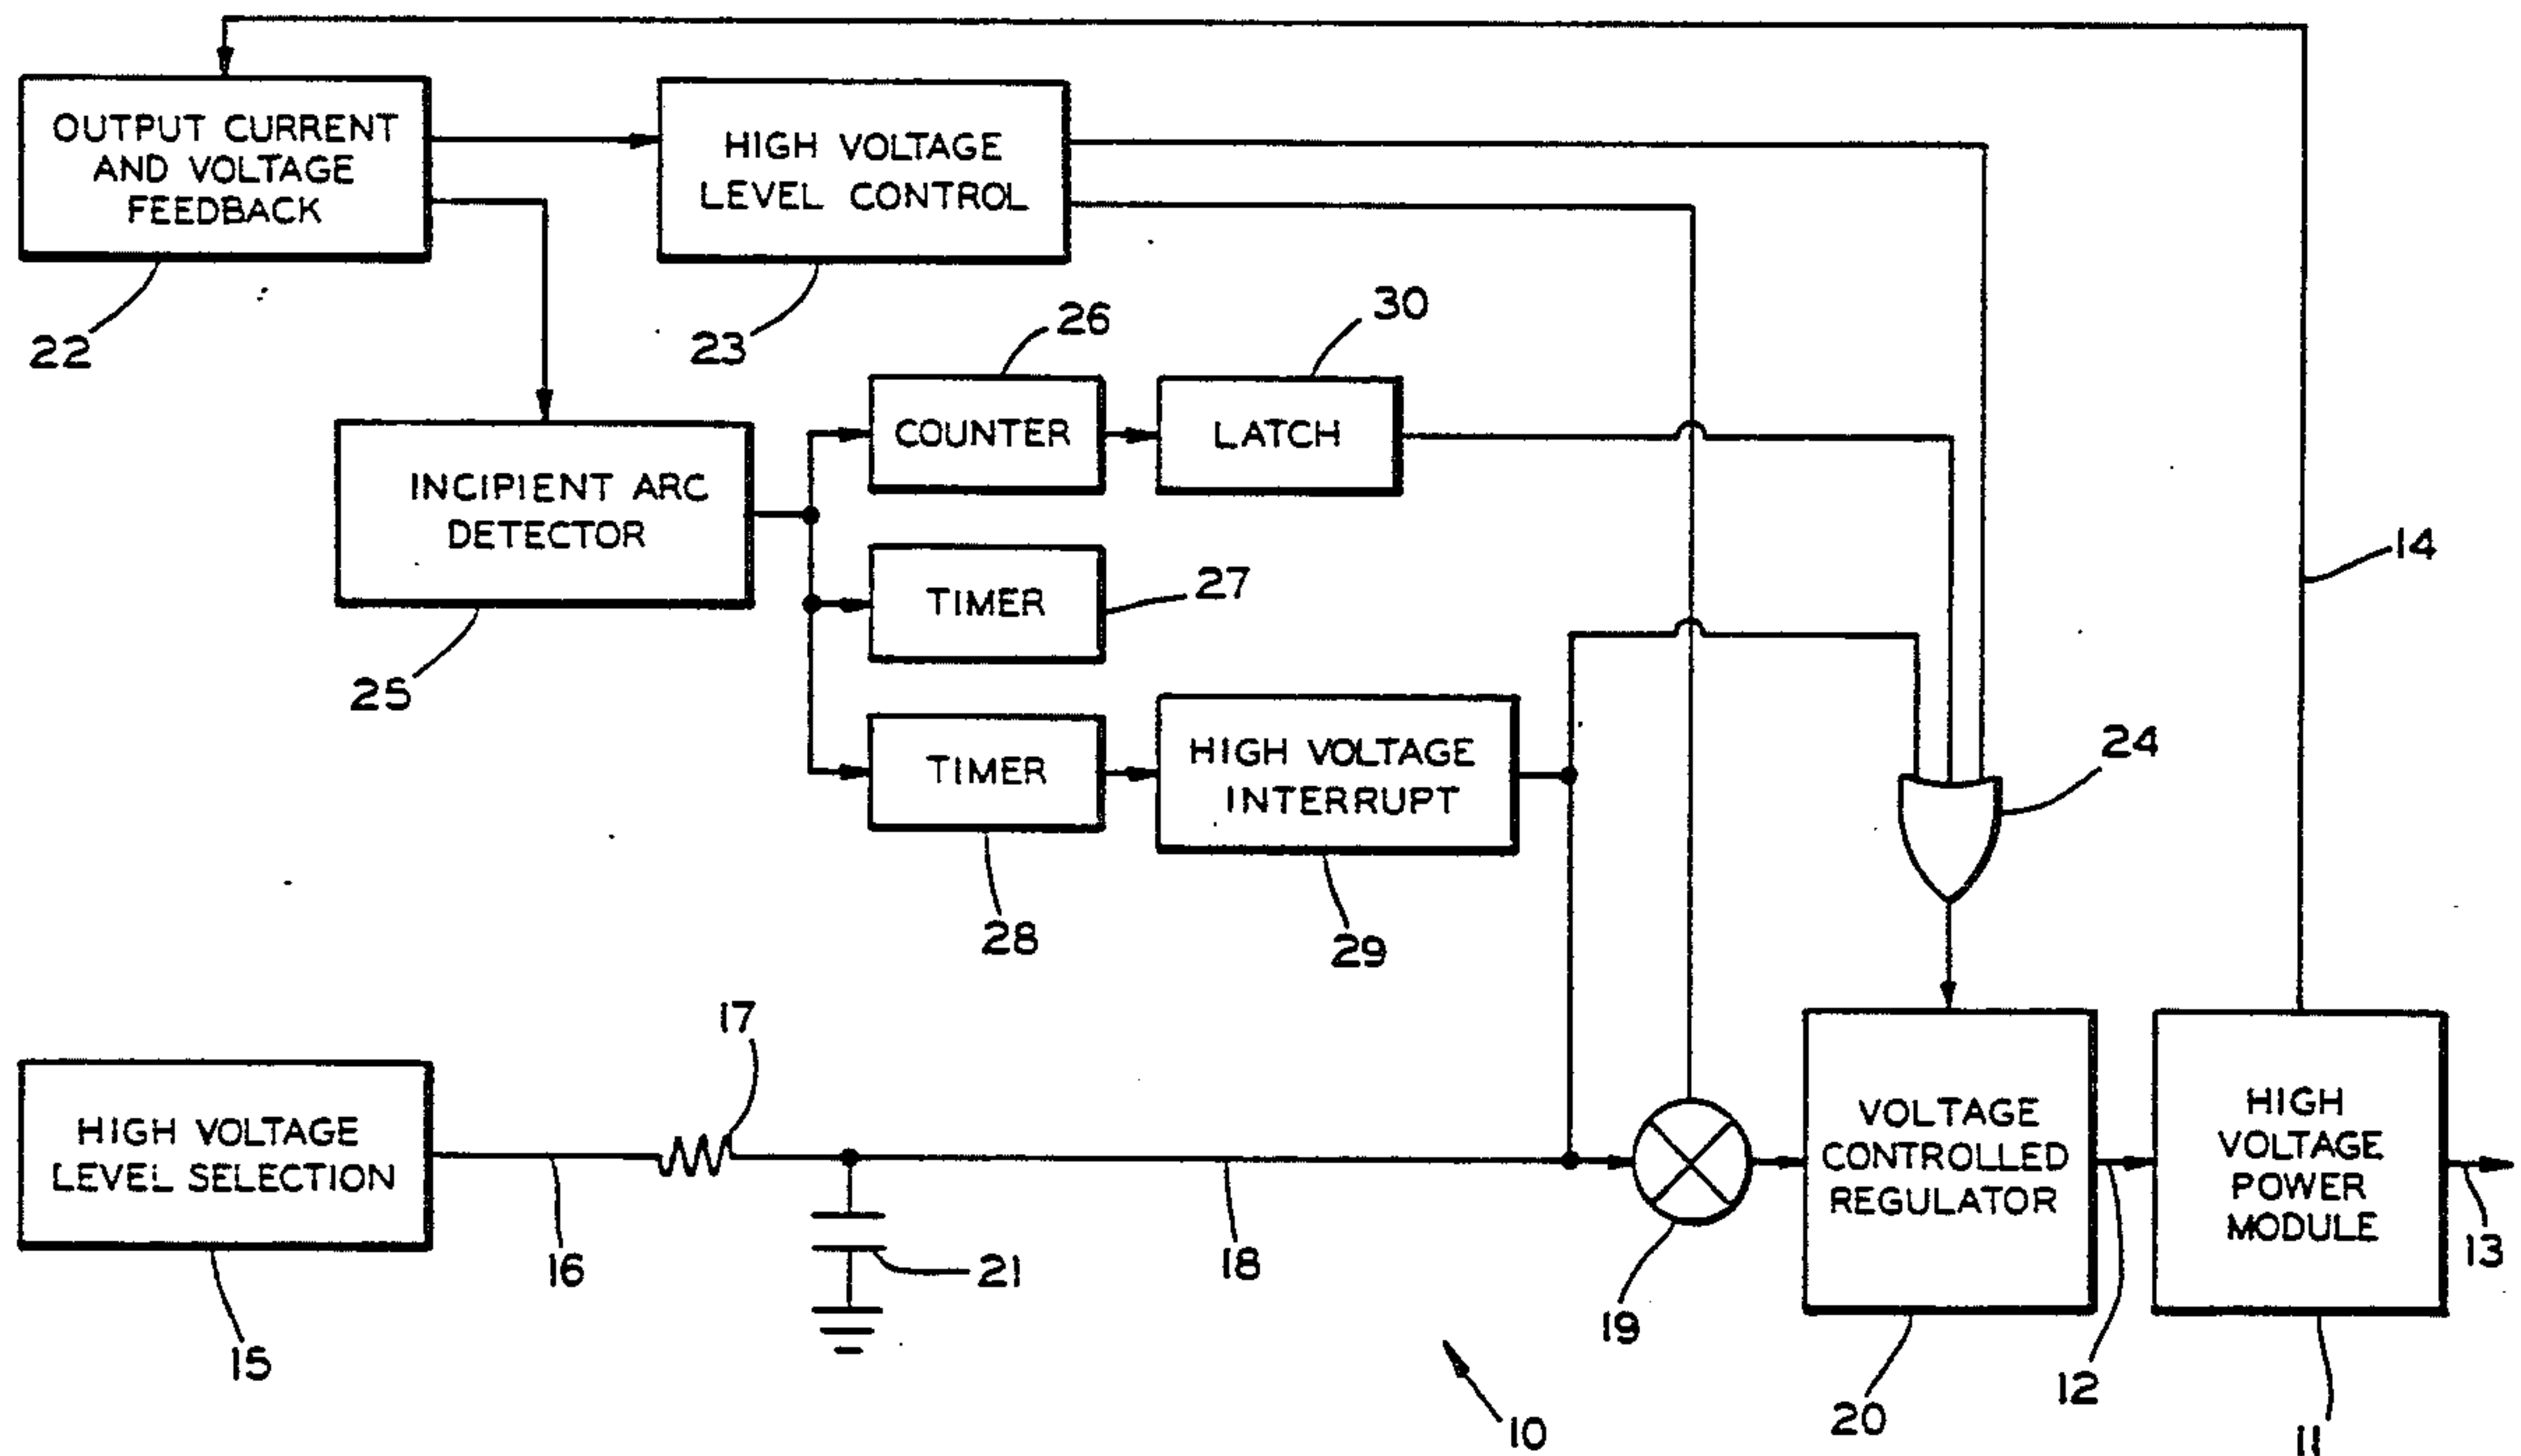 OUTPUT CURRENT
AND VOLTAGE
FEEDBACK
22
HIGH VOLTAGE
LEVEL CONTROL
23
26
30
COUNTER
LATCH
INCIPIENT ARC
DETECTOR
25
TIMER
27
14
TIMER
28
HIGH VOLTAGE
INTERRUPT
29
24
17
HIGH VOLTAGE
LEVEL SELECTION
15
16
21
18
19
VOLTAGE
CONTROLLED
REGULATOR
20
12
HIGH
VOLTAGE
POWER
MODULE
13
10
11